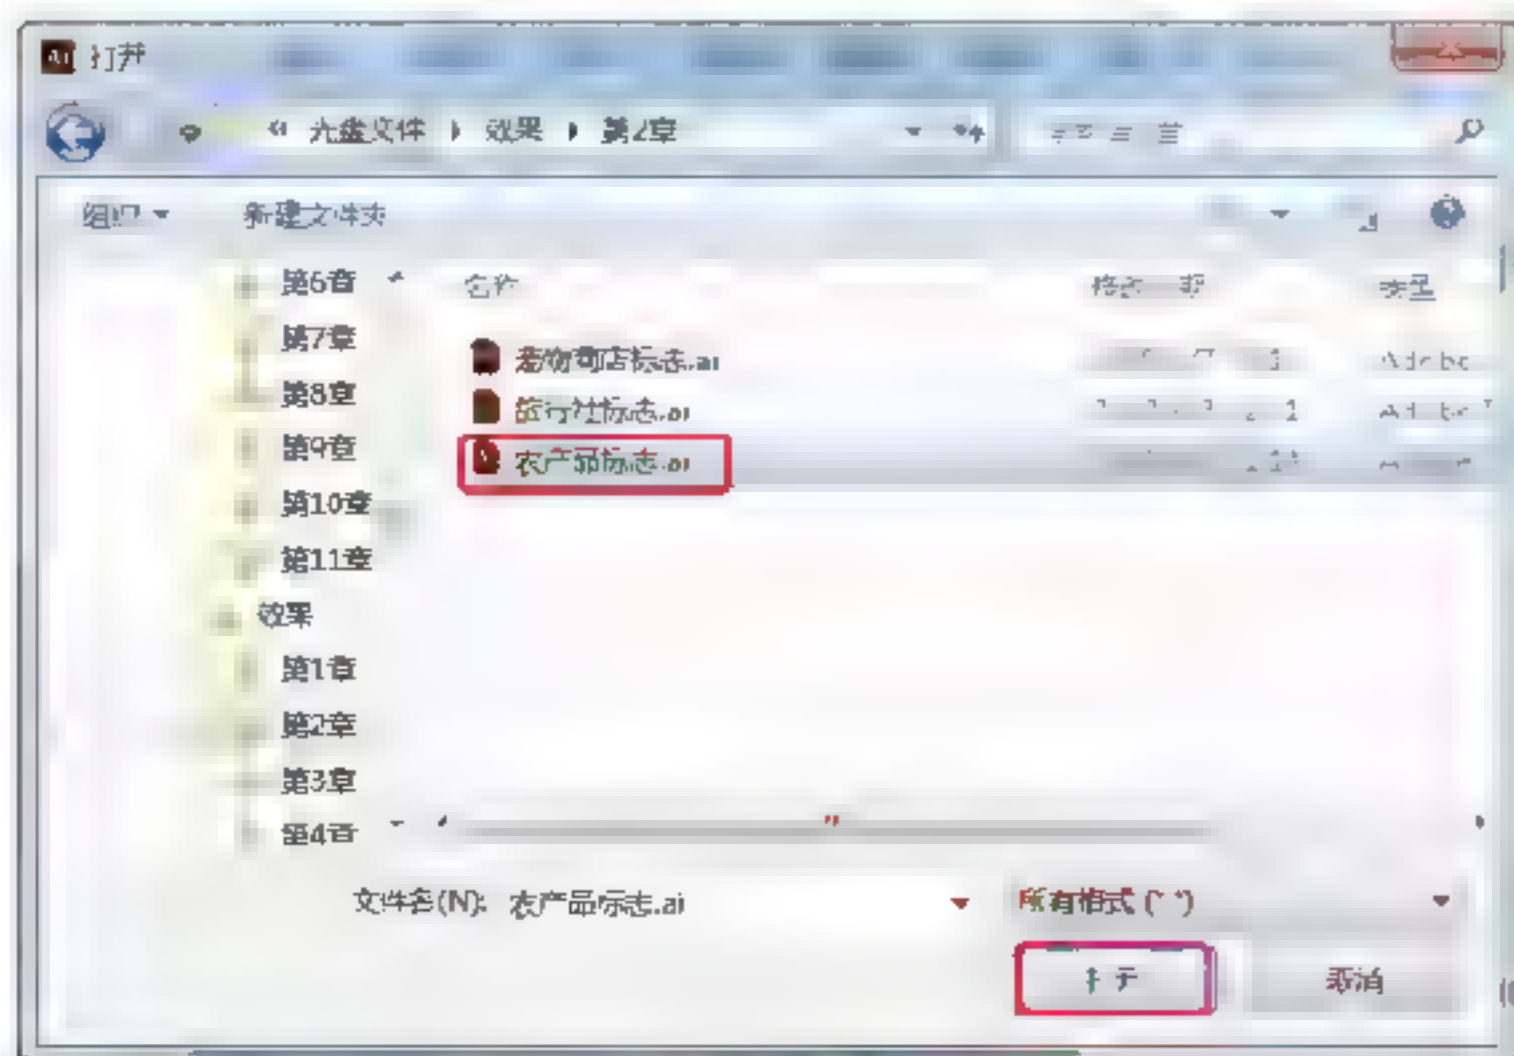 Ai 打开
« 光盘文件 效果 第2章
组织 新建文件夹
名称 修改 期 类型
第6章
第7章
第8章
第9章
第10章
第11章
效果
第1章
第2章
第3章
第4章
宠物商店标志.ai
旅行社标志.ai
农产品标志.ai
文件名(N): 农产品标志.ai
所有格式 (*.*)
打开 取消